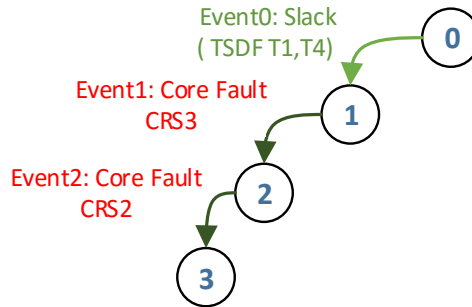 Event0: Slack
( TSDF T1,T4)
0
Event1: Core Fault
CRS3
1
Event2: Core Fault
CRS2
2
3